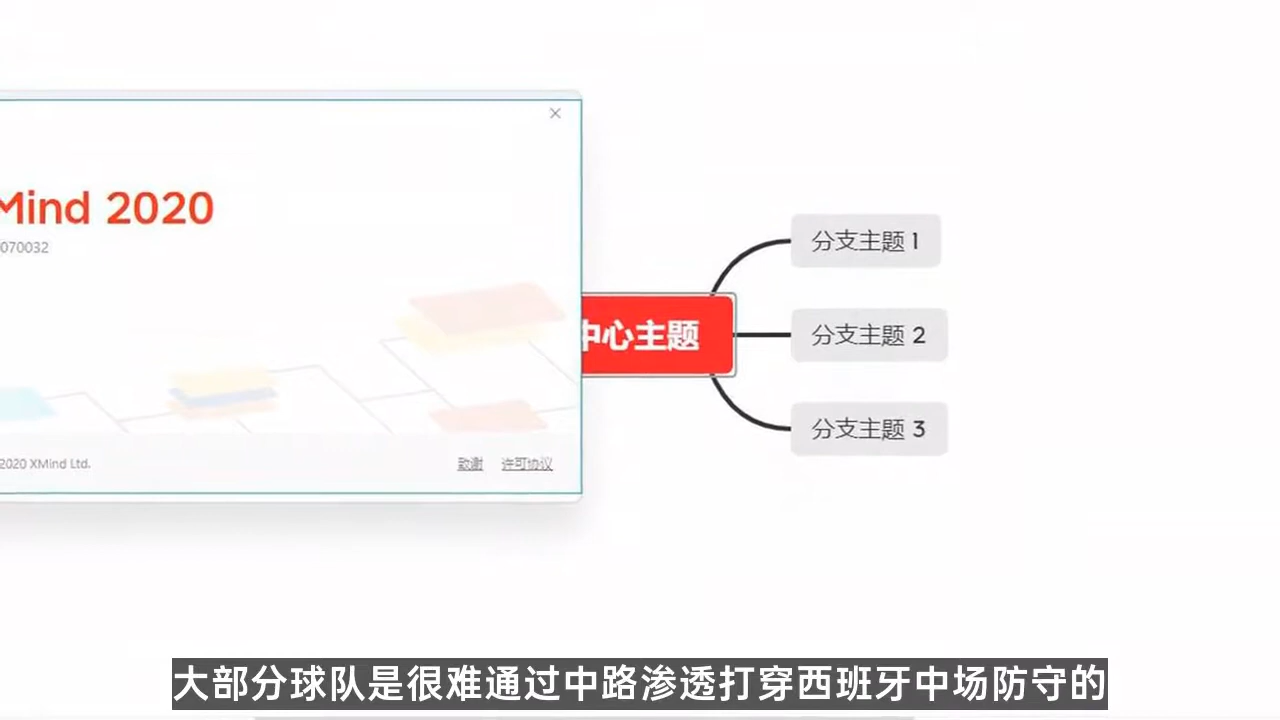 Mind 2020
070032
分支主题 1
中心主题
分支主题 2
分支主题 3
2020 XMind Ltd.
致谢 许可协议
大部分球队是很难通过中路渗透打穿西班牙中场防守的